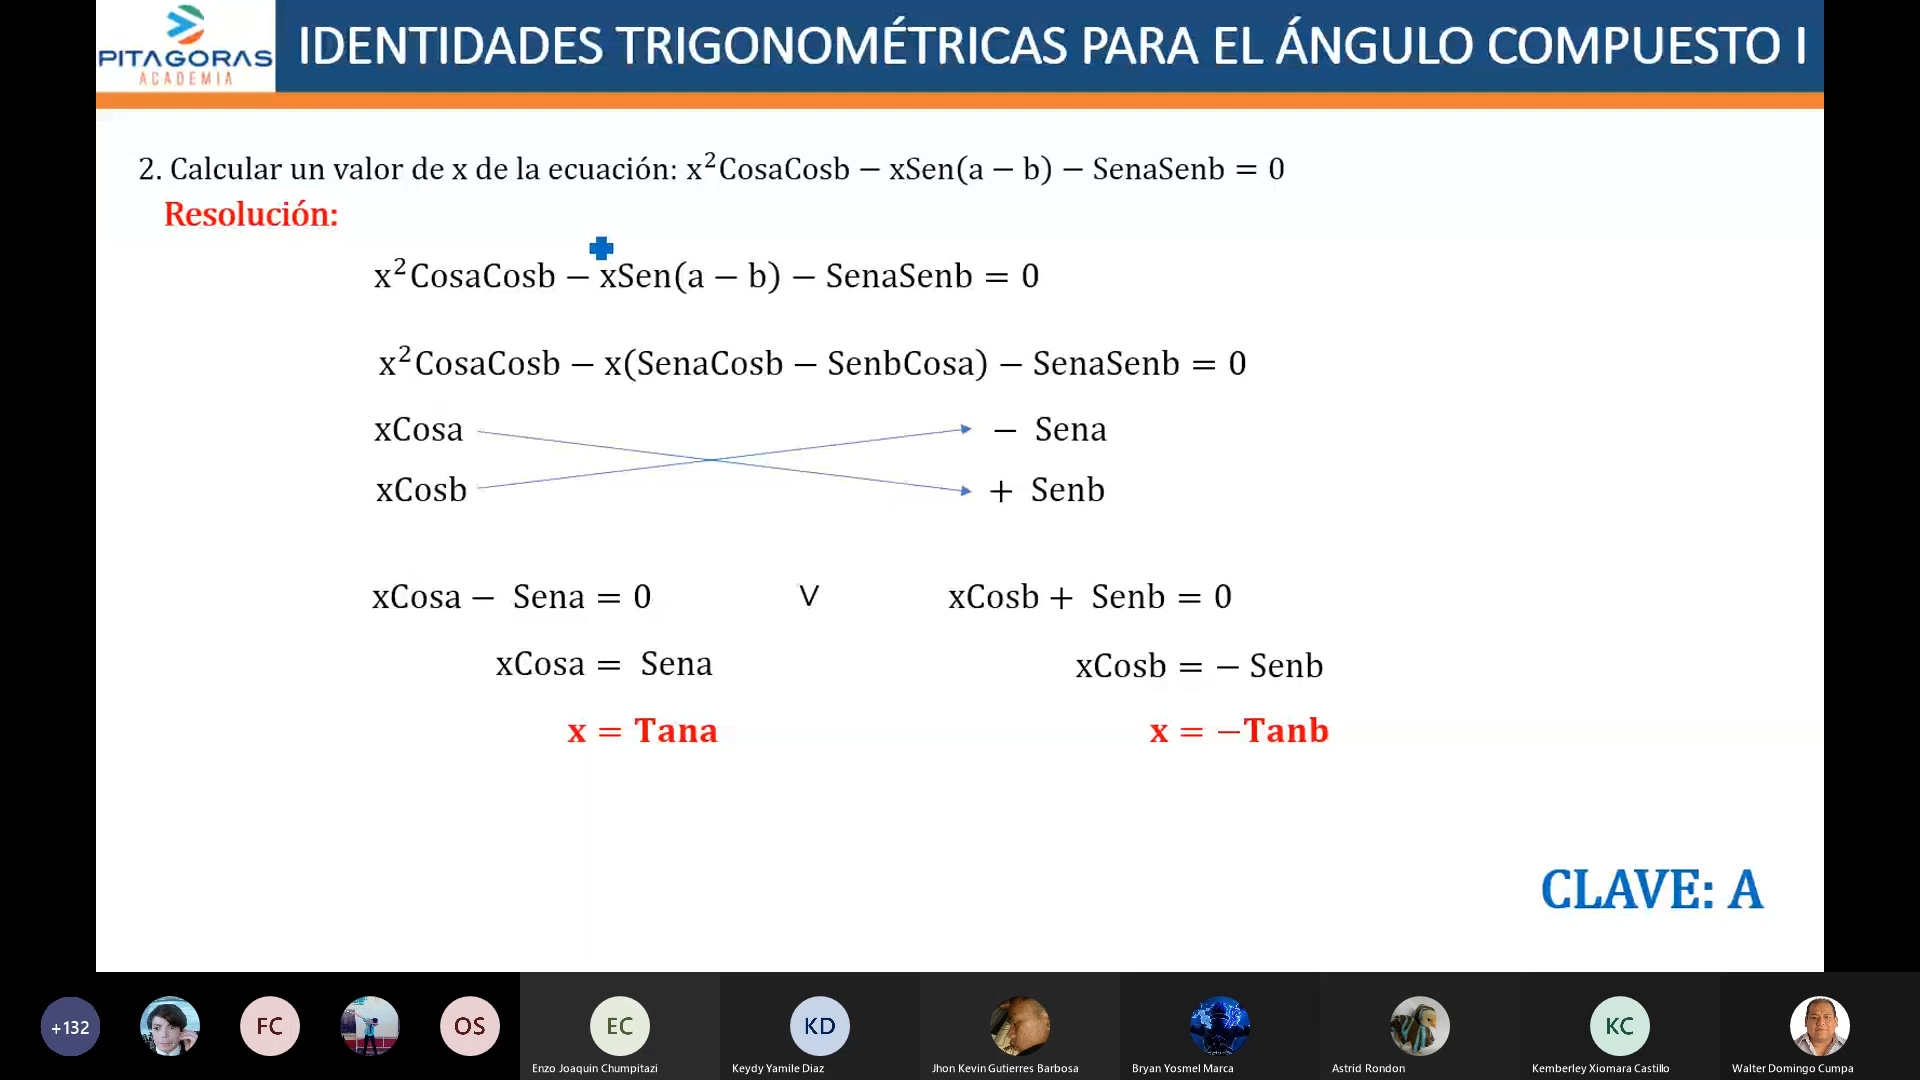 PITAGORAS
ACADEMIA
IDENTIDADES TRIGONOMÉTRICAS PARA EL ÁNGULO COMPUESTO I
2. Calcular un valor de x de la ecuación: x²CosaCosb − xSen(a − b) − SenaSenb = 0
Resolución:
x²CosaCosb − xSen(a − b) − SenaSenb = 0
x²CosaCosb − x(SenaCosb − SenbCosa) − SenaSenb = 0
xCosa − Sena
xCosb + Senb
xCosa − Sena = 0 ∨ xCosb + Senb = 0
xCosa = Sena xCosb = − Senb
x = Tana x = −Tanb
CLAVE: A
+132 FC OS EC KD KC
Enzo Joaquin Chumpitazi Keydy Yamile Diaz Jhon Kevin Gutierres Barbosa Bryan Yosmel Marca Astrid Rondon Kemberley Xiomara Castillo Walter Domingo Cumpa